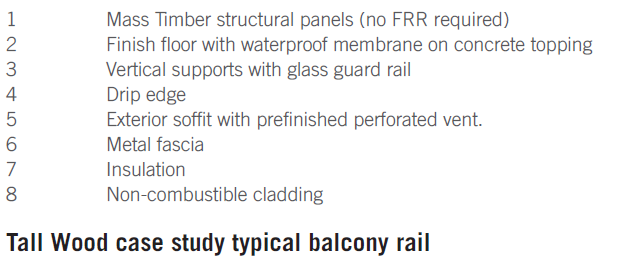 1 Mass Timber structural panels (no FRR required)
2 Finish floor with waterproof membrane on concrete topping
3 Vertical supports with glass guard rail
4 Drip edge
5 Exterior soffit with prefinished perforated vent.
6 Metal fascia
7 Insulation
8 Non-combustible cladding
Tall Wood case study typical balcony rail